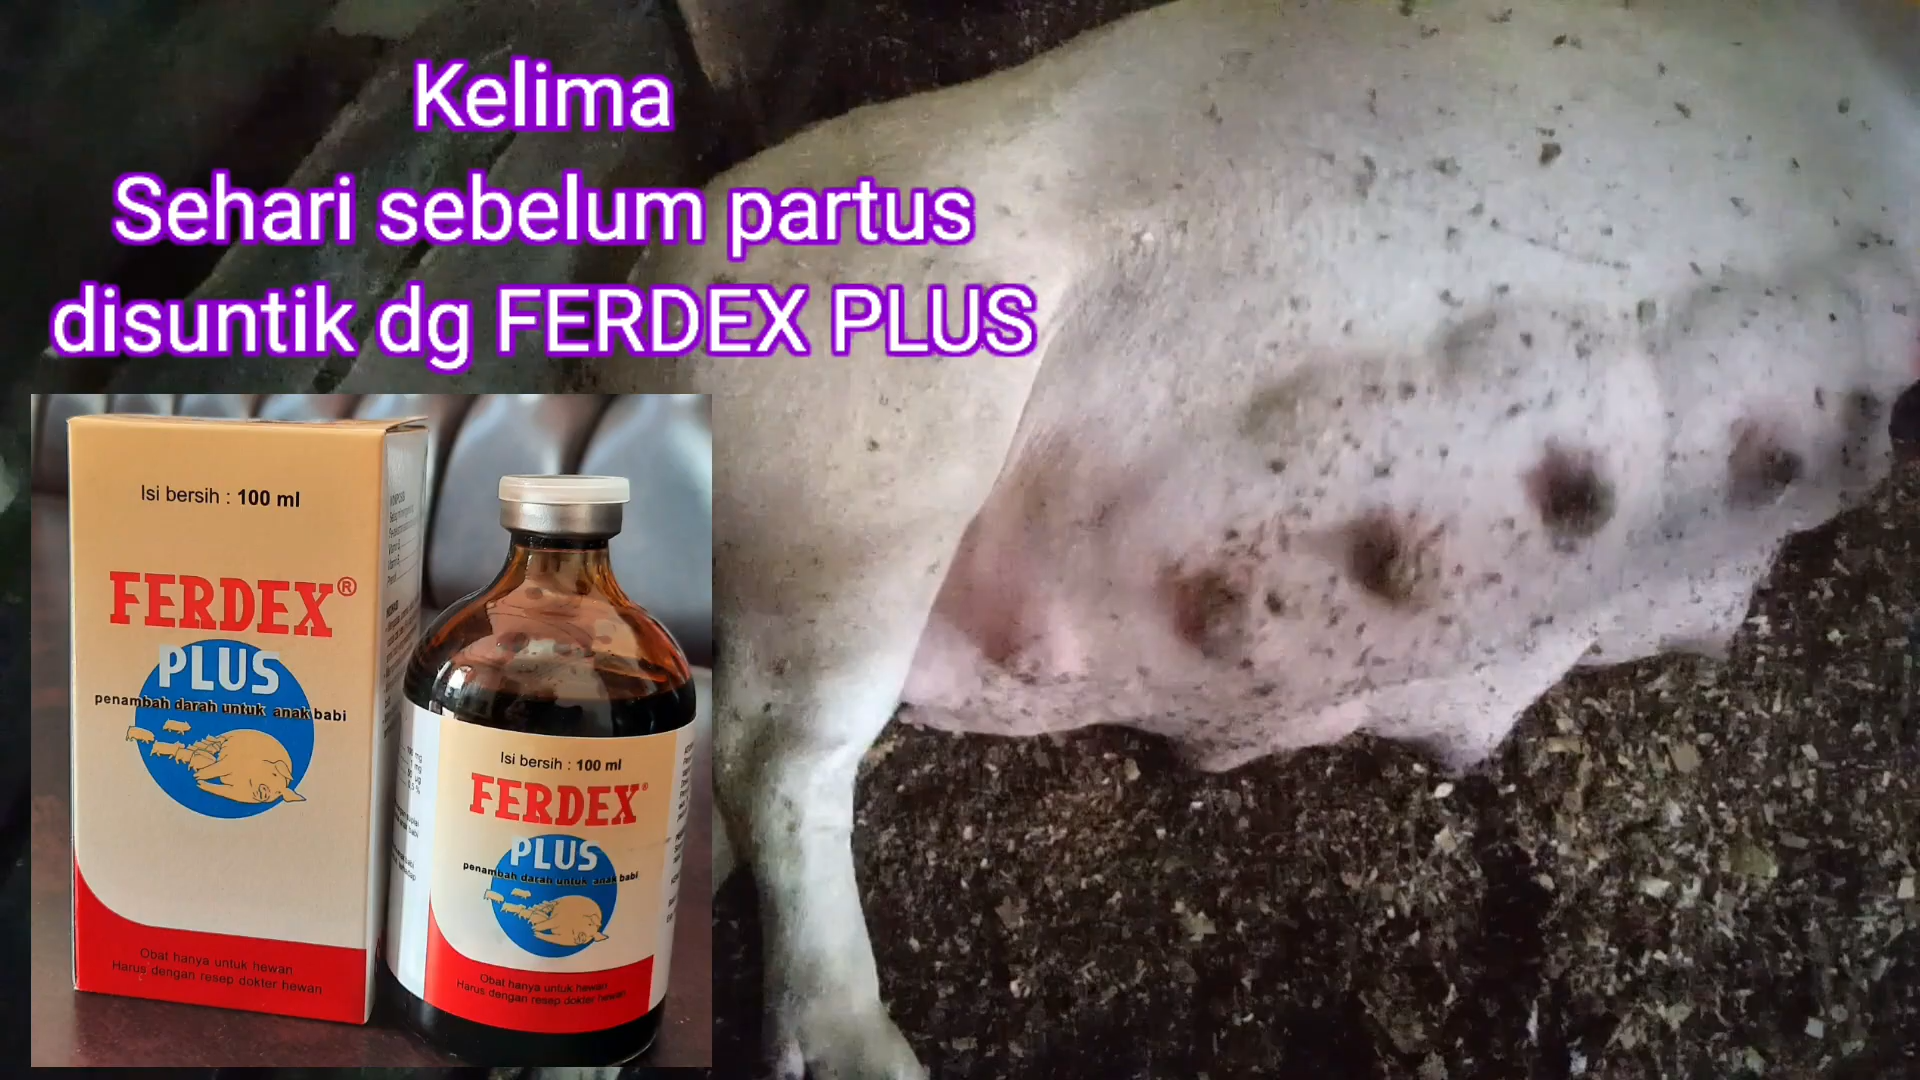 Kelima
Sehari sebelum partus
disuntik dg FERDEX PLUS
Isi bersih : 100 ml
FERDEX®
PLUS
penambah darah untuk anak babi
Obat hanya untuk hewan
Harus dengan resep dokter hewan
Isi bersih : 100 ml
FERDEX®
PLUS
penambah darah untuk anak babi
Obat hanya untuk hewan
Harus dengan resep dokter hewan